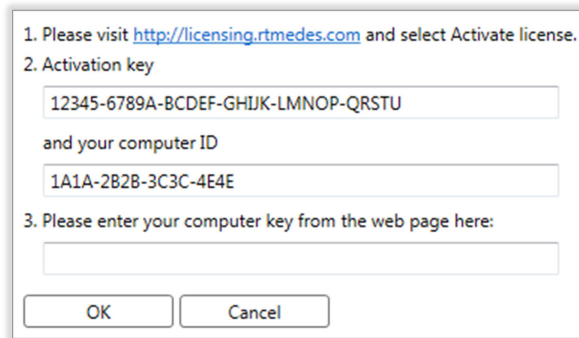 1. Please visit http://licensing.rtmedes.com and select Activate license.
2. Activation key
12345-6789A-BCDEF-GHIJK-LMNOP-QRSTU
and your computer ID
1A1A-2B2B-3C3C-4E4E
3. Please enter your computer key from the web page here:
OK Cancel